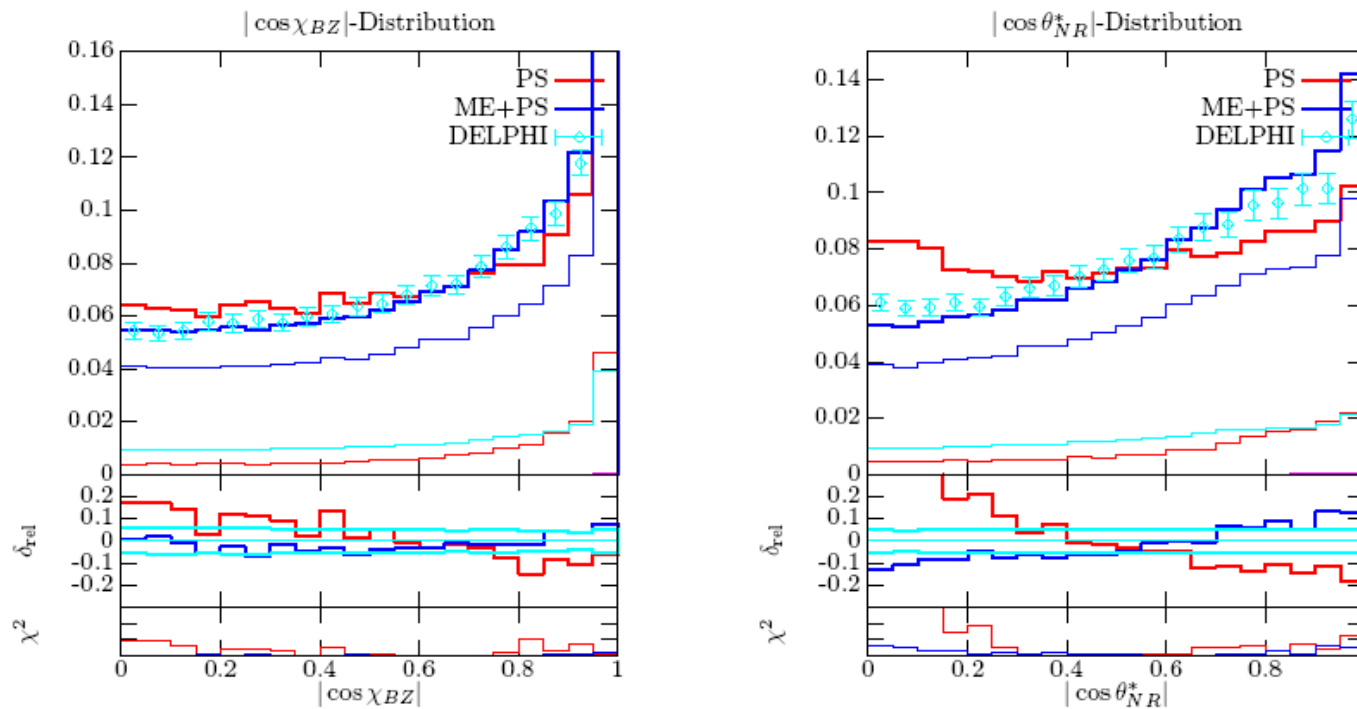 |cos χ_BZ|-Distribution
PS
ME+PS
DELPHI
0.16
0.14
0.12
0.1
0.08
0.06
0.04
0.02
0
0.2
0.1
0
-0.1
-0.2
δ_rel
χ²
0 0.2 0.4 0.6 0.8 1
|cos χ_BZ|
|cos θ*_NR|-Distribution
PS
ME+PS
DELPHI
0.14
0.12
0.1
0.08
0.06
0.04
0.02
0
0.2
0.1
0
-0.1
-0.2
δ_rel
χ²
0 0.2 0.4 0.6 0.8
|cos θ*_NR|